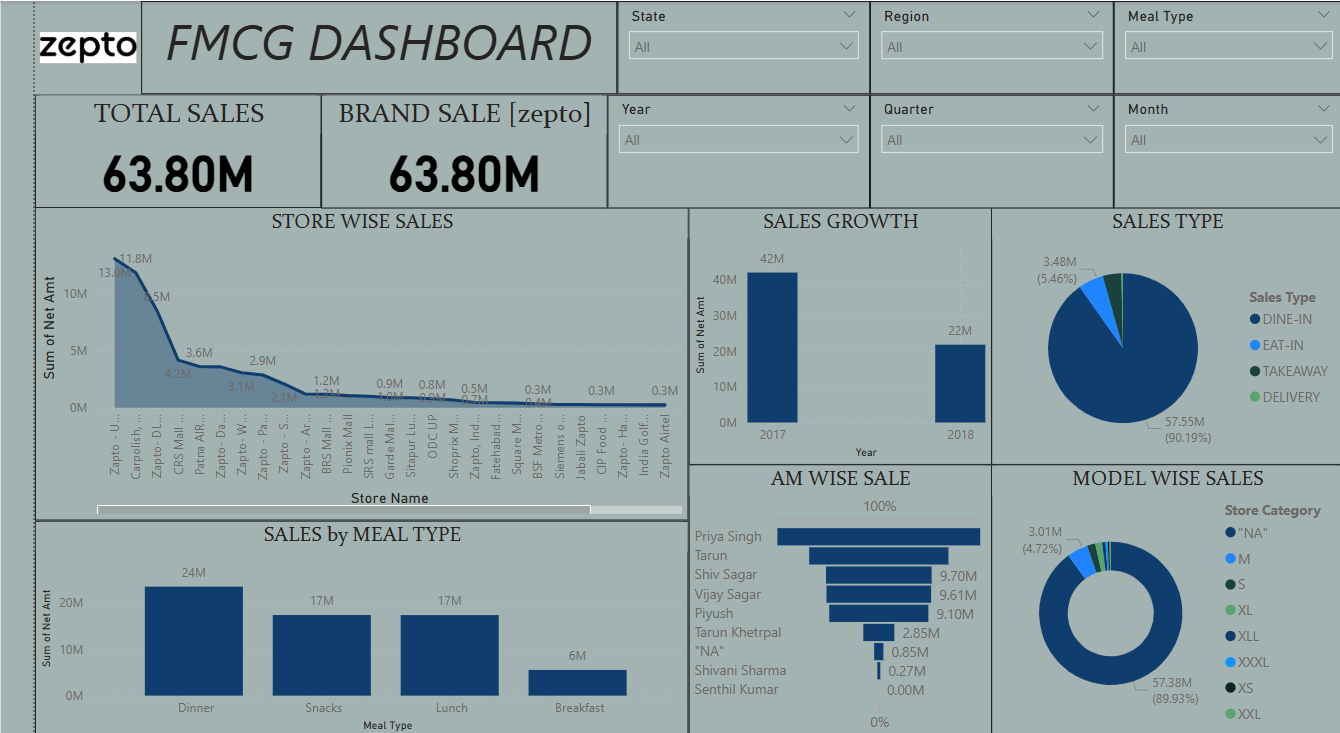 zepto
FMCG DASHBOARD
State
All
Region
All
Meal Type
All
TOTAL SALES
63.80M
BRAND SALE [zepto]
63.80M
Year
All
Quarter
All
Month
All
STORE WISE SALES
Sum of Net Amt
10M
5M
0M
13.0M
11.8M
8.5M
4.2M
3.6M
3.1M
2.9M
2.1M
1.2M
1.2M
0.9M
1.0M
0.8M
0.9M
0.5M
0.7M
0.3M
0.4M
0.3M
0.3M
Zapto - U...
Carpolish, ...
Zapto- DL...
CRS Mall ...
Patna AIR...
Zapto- Da...
Zapto- W...
Zapto - Pa...
Zapto - S...
Zapto - Ar...
BRS Mall ...
Pionix Mall
SRS mall L...
Garde Mal...
Sitapur Lu...
ODC UP
Shoprix M...
Zapto, Ind...
Fatehabad...
Square M...
BSF Metro...
Siemens o...
Jabali Zapto
CIP Food ...
Zapto- Ha...
India Golf...
Zapto Airtel
Store Name
SALES GROWTH
Sum of Net Amt
40M
30M
20M
10M
0M
42M
22M
2017
2018
Year
SALES TYPE
3.48M
(5.46%)
57.55M
(90.19%)
Sales Type
DINE-IN
EAT-IN
TAKEAWAY
DELIVERY
SALES by MEAL TYPE
Sum of Net Amt
20M
10M
0M
24M
17M
17M
6M
Dinner
Snacks
Lunch
Breakfast
Meal Type
AM WISE SALE
100%
Priya Singh
Tarun
Shiv Sagar
9.70M
Vijay Sagar
9.61M
Piyush
9.10M
Tarun Khetrpal
2.85M
"NA"
0.85M
Shivani Sharma
0.27M
Senthil Kumar
0.00M
0%
MODEL WISE SALES
3.01M
(4.72%)
57.38M
(89.93%)
Store Category
"NA"
M
S
XL
XLL
XXXL
XS
XXL